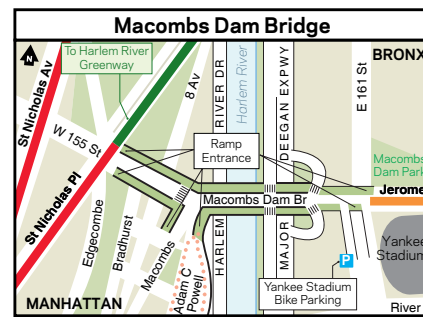 Macombs Dam Bridge
N
To Harlem River
Greenway
St Nicholas Av
8 Av
RIVER DR
Harlem River
DEEGAN EXPWY
E 161 St
BRONX
W 155 St
Ramp
Entrance
Macombs
Dam Park
Jerome
St Nicholas Pl
Macombs Dam Br
Edgecombe
Bradhurst
Macombs
Adam C
Powell
HARLEM
MAJOR
P
Yankee
Stadium
Yankee Stadium
Bike Parking
MANHATTAN
River